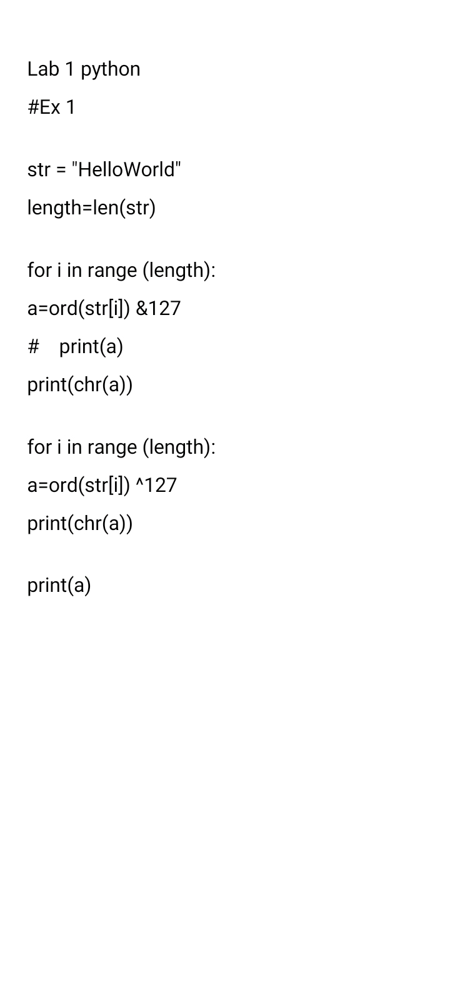 Lab 1 python
#Ex 1
str = "HelloWorld"
length=len(str)
for i in range (length):
a=ord(str[i]) &127
#    print(a)
print(chr(a))
for i in range (length):
a=ord(str[i]) ^127
print(chr(a))
print(a)